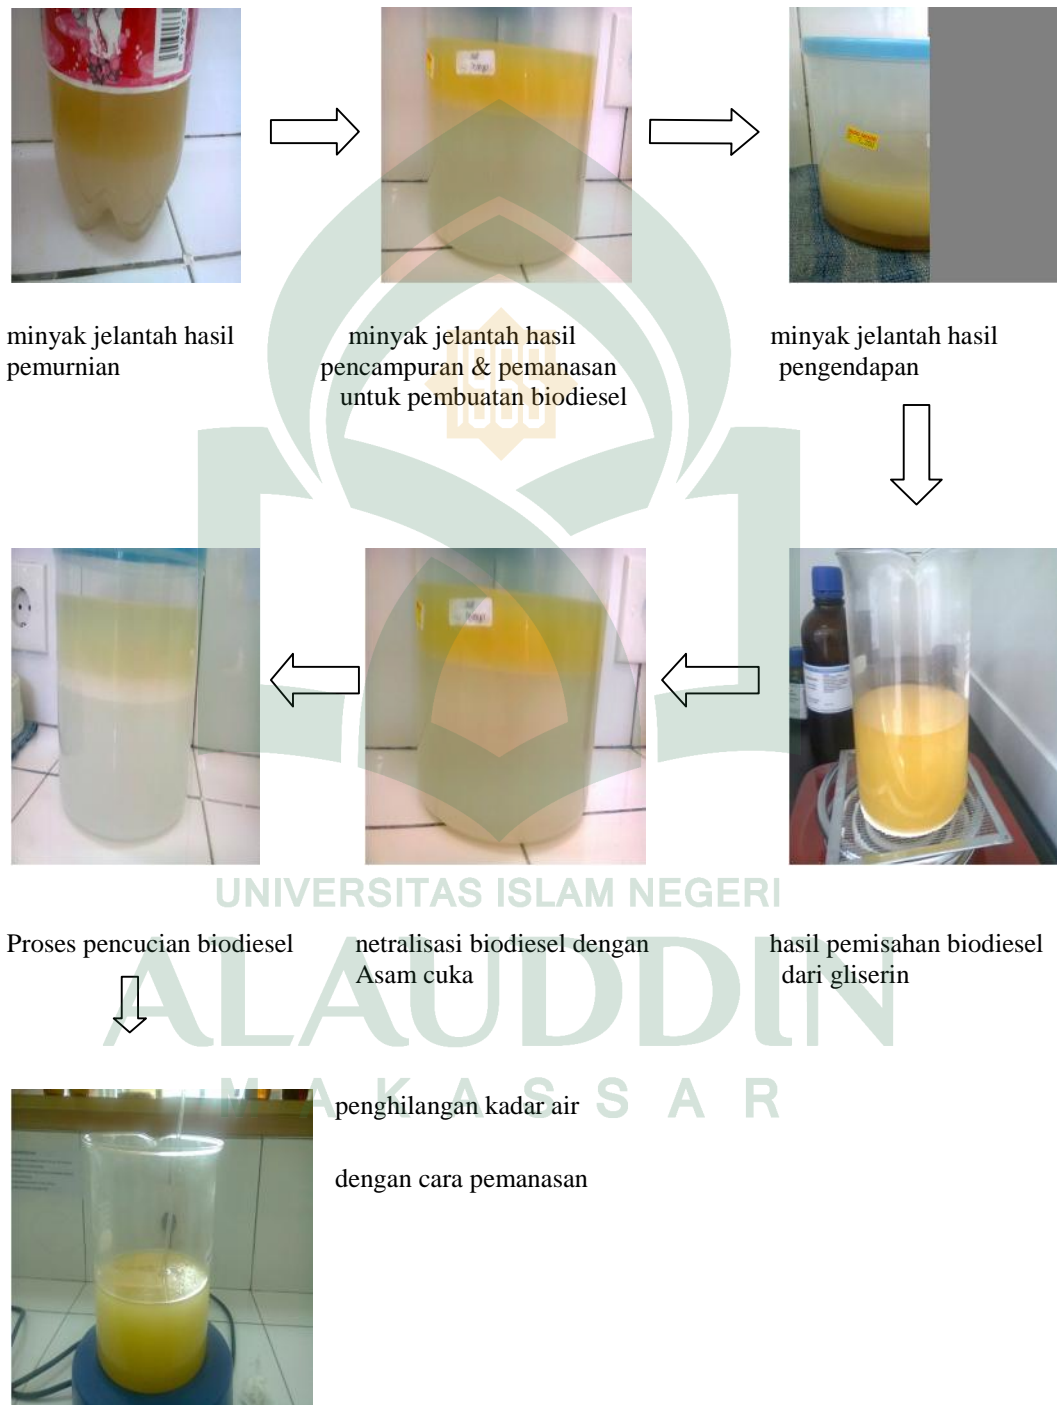 minyak jelantah hasil
pemurnian
minyak jelantah hasil
pencampuran & pemanasan
untuk pembuatan biodiesel
minyak jelantah hasil
pengendapan
1965
UNIVERSITAS ISLAM NEGERI
Proses pencucian biodiesel
netralisasi biodiesel dengan
Asam cuka
hasil pemisahan biodiesel
dari gliserin
ALAUDDIN
MAKASSAR
penghilangan kadar air
dengan cara pemanasan